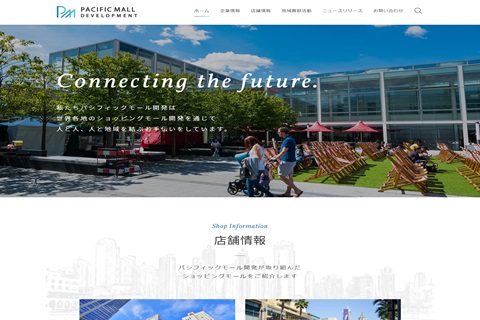 PM PACIFIC MALL
DEVELOPMENT
ホーム 企業情報 店舗情報 地域貢献活動 ニュースリリース お問い合わせ
Connecting the future.
私たちパシフィックモール開発は
世界各地のショッピングモール開発を通じて
人と人、人と地域を結ぶお手伝いをしています。
Shop Information
店舗情報
パシフィックモール開発が取り組んだ
ショッピングモールをご紹介します